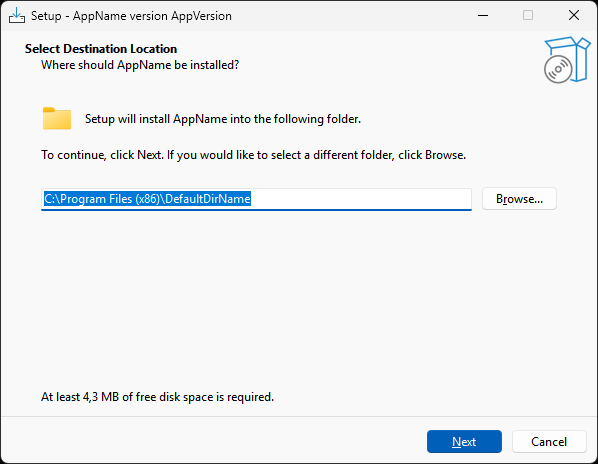 Setup - AppName version AppVersion
Select Destination Location
Where should AppName be installed?
Setup will install AppName into the following folder.
To continue, click Next. If you would like to select a different folder, click Browse.
C:\Program Files (x86)\DefaultDirName
Browse...
At least 4,3 MB of free disk space is required.
Next
Cancel